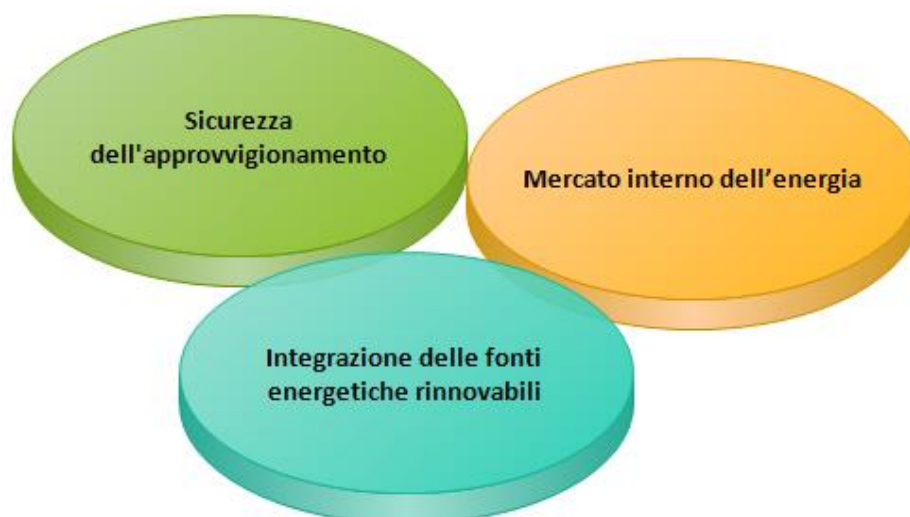 Sicurezza
dell'approvvigionamento
Mercato interno dell’energia
Integrazione delle fonti
energetiche rinnovabili